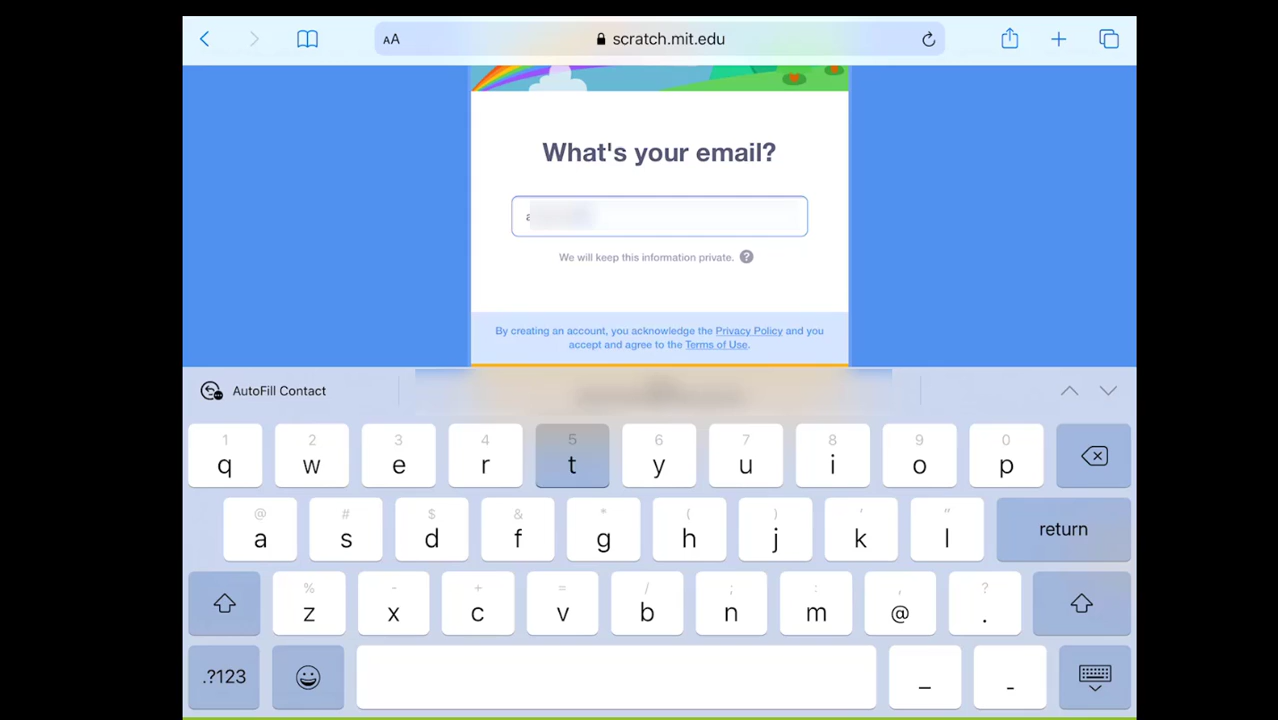 AA
scratch.mit.edu
What's your email?
a
We will keep this information private. ?
By creating an account, you acknowledge the Privacy Policy and you
accept and agree to the Terms of Use.
AutoFill Contact
1 2 3 4 5 6 7 8 9 0
q w e r t y u i o p
@ # $ & * ( ) ' "
a s d f g h j k l return
% - + = / ; : , ?
z x c v b n m @ .
.?123 _ -